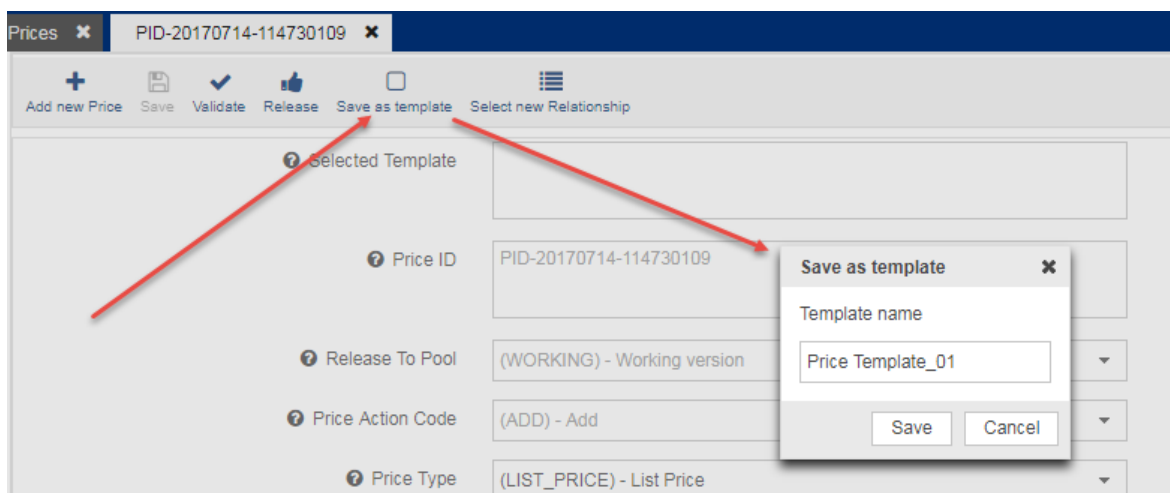 Prices PID-20170714-114730109
Add new Price Save Validate Release Save as template Select new Relationship
Selected Template
Price ID PID-20170714-114730109
Save as template
Template name
Release To Pool (WORKING) - Working version
Price Template_01
Price Action Code (ADD) - Add
Save Cancel
Price Type (LIST_PRICE) - List Price